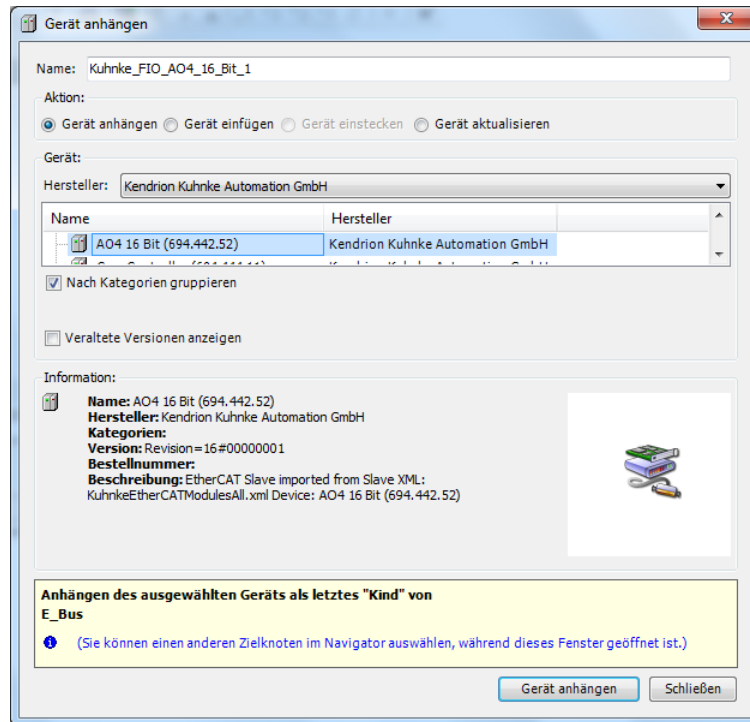 Gerät anhängen
Name: Kuhnke_FIO_AO4_16_Bit_1
Aktion:
Gerät anhängen Gerät einfügen Gerät einstecken Gerät aktualisieren
Gerät:
Hersteller: Kendrion Kuhnke Automation GmbH
Name Hersteller
AO4 16 Bit (694.442.52) Kendrion Kuhnke Automation GmbH
Nach Kategorien gruppieren
Veraltete Versionen anzeigen
Information:
Name: AO4 16 Bit (694.442.52)
Hersteller: Kendrion Kuhnke Automation GmbH
Kategorien:
Version: Revision=16#00000001
Bestellnummer:
Beschreibung: EtherCAT Slave imported from Slave XML:
KuhnkeEtherCATModulesAll.xml Device: AO4 16 Bit (694.442.52)
Anhängen des ausgewählten Geräts als letztes "Kind" von
E_Bus
(Sie können einen anderen Zielknoten im Navigator auswählen, während dieses Fenster geöffnet ist.)
Gerät anhängen Schließen